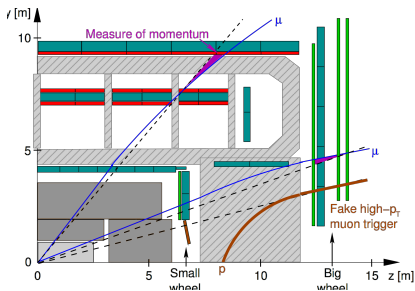 y [m]
10
Measure of momentum
μ
5
μ
Fake high–pT
muon trigger
0
0
5
p
10
15
z [m]
Small
wheel
Big
wheel